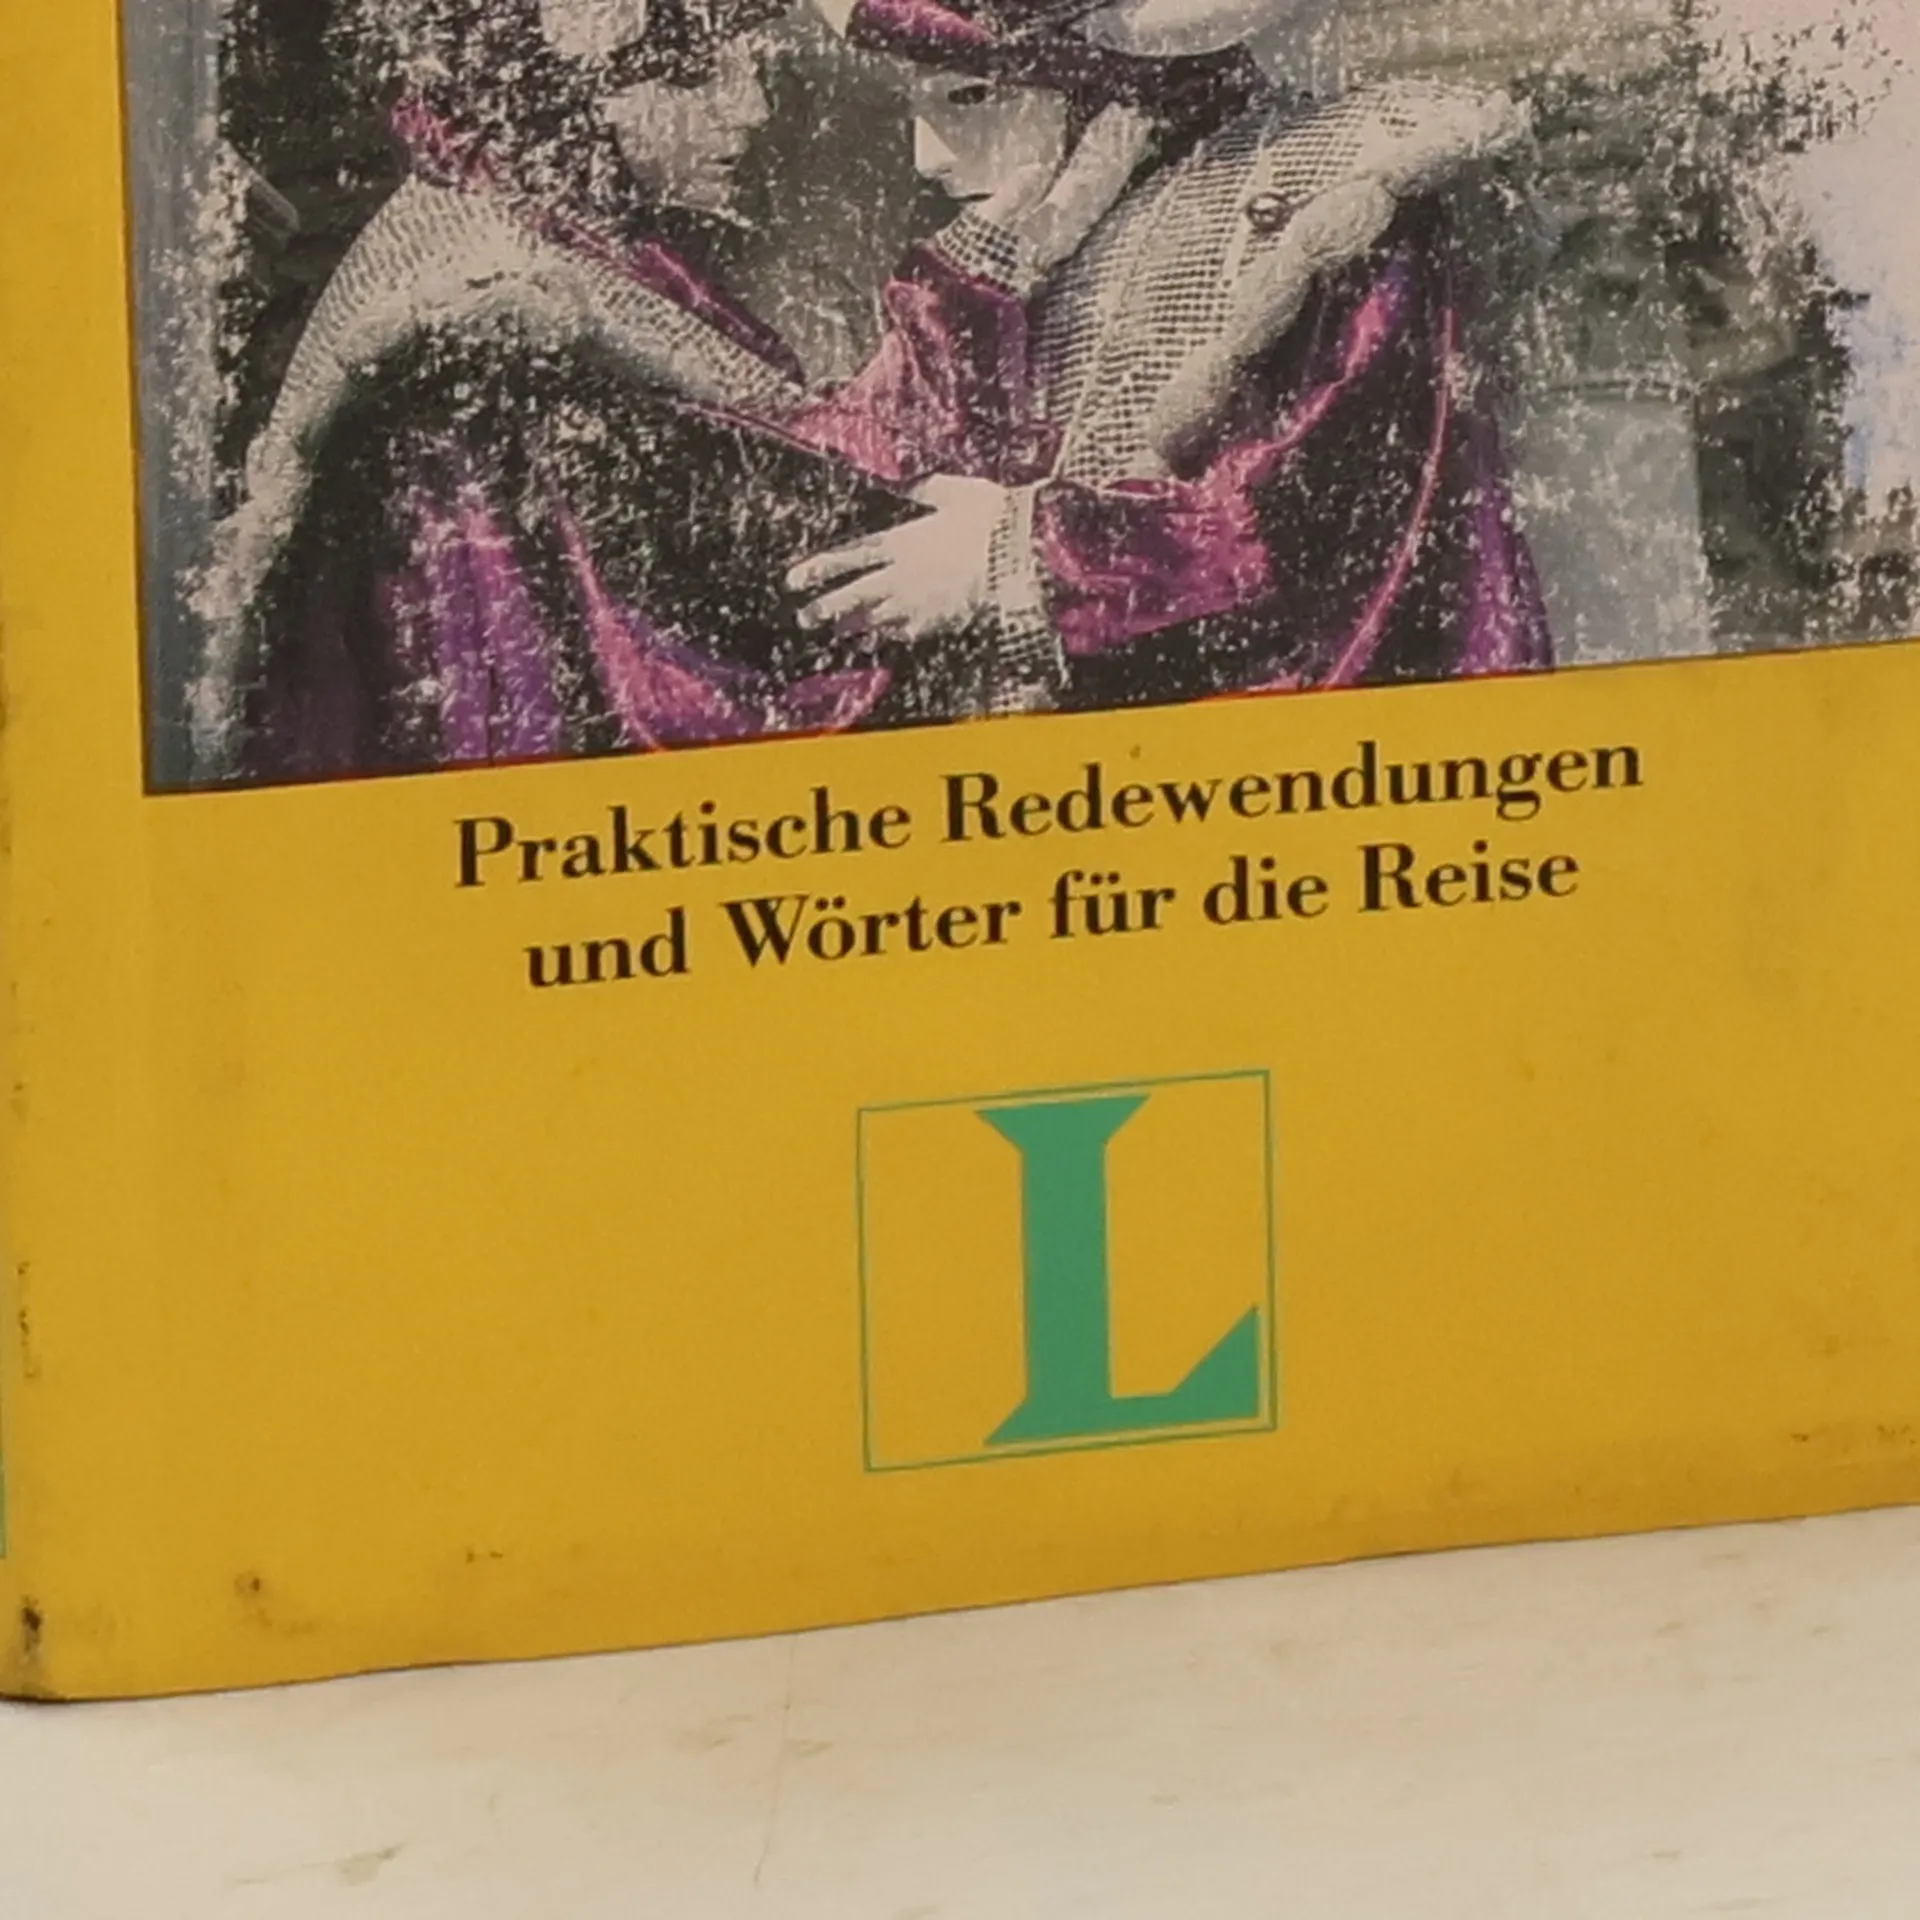 Praktische Redewendungen
und Wörter für die Reise
L